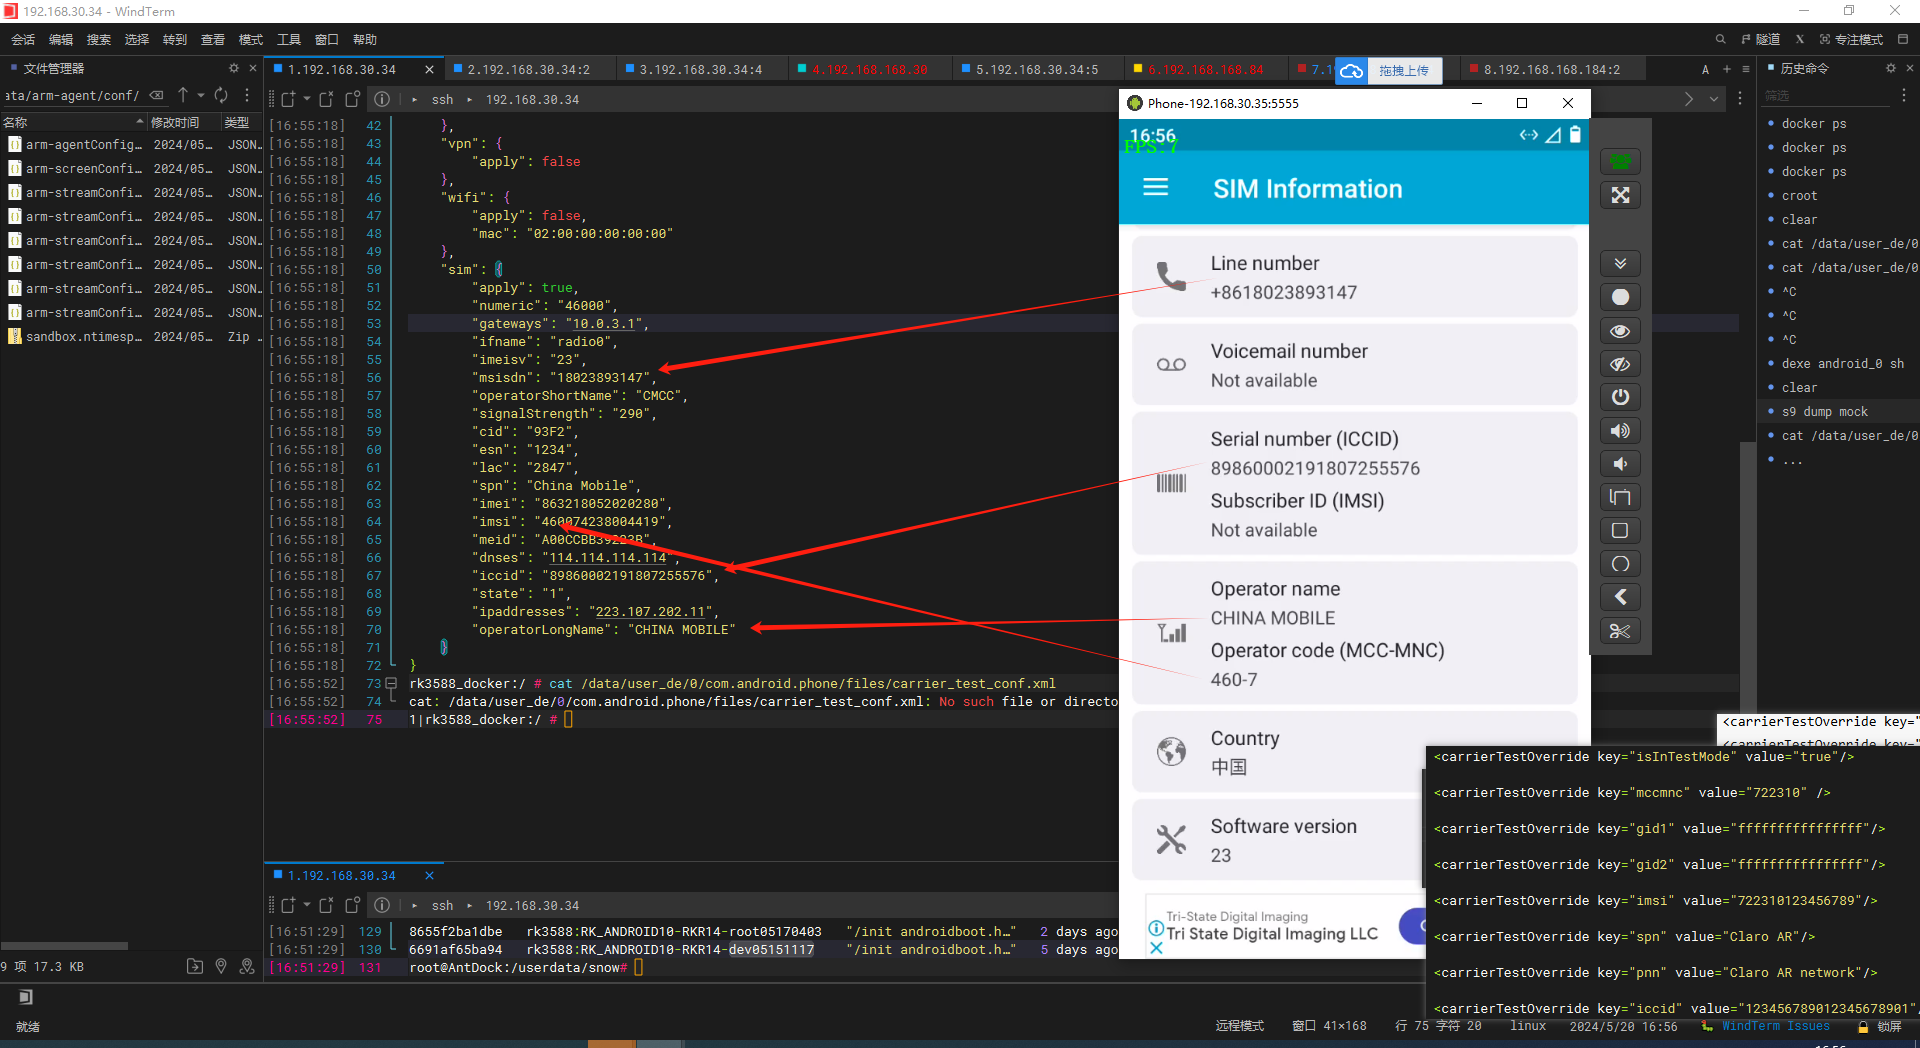 192.168.30.34 - WindTerm
会话 编辑 搜索 选择 转到 查看 模式 工具 窗口 帮助
隧道 X 专注模式
文件管理器
1.192.168.30.34
2.192.168.30.34:2
3.192.168.30.34:4
4.192.168.168.30
5.192.168.30.34:5
6.192.168.168.84
7.1
拖拽上传
8.192.168.168.184:2
A
历史命令
ata/arm-agent/conf/
ssh
192.168.30.34
筛选
名称 修改时间 类型
arm-agentConfig… 2024/05… JSON…
arm-screenConfi… 2024/05… JSON…
arm-streamConfi… 2024/05… JSON…
arm-streamConfi… 2024/05… JSON…
arm-streamConfi… 2024/05… JSON…
arm-streamConfi… 2024/05… JSON…
arm-streamConfi… 2024/05… JSON…
arm-streamConfi… 2024/05… JSON…
sandbox.ntimesp… 2024/05… Zip …
9 项 17.3 KB
[16:55:18] 42 },
[16:55:18] 43 "vpn": {
[16:55:18] 44 "apply": false
[16:55:18] 45 },
[16:55:18] 46 "wifi": {
[16:55:18] 47 "apply": false,
[16:55:18] 48 "mac": "02:00:00:00:00:00"
[16:55:18] 49 },
[16:55:18] 50 "sim": {
[16:55:18] 51 "apply": true,
[16:55:18] 52 "numeric": "46000",
[16:55:18] 53 "gateways": "10.0.3.1",
[16:55:18] 54 "ifname": "radio0",
[16:55:18] 55 "imeisv": "23",
[16:55:18] 56 "msisdn": "18023893147",
[16:55:18] 57 "operatorShortName": "CMCC",
[16:55:18] 58 "signalStrength": "290",
[16:55:18] 59 "cid": "93F2",
[16:55:18] 60 "esn": "1234",
[16:55:18] 61 "lac": "2847",
[16:55:18] 62 "spn": "China Mobile",
[16:55:18] 63 "imei": "863218052020280",
[16:55:18] 64 "imsi": "460074238004419",
[16:55:18] 65 "meid": "A00CCBB39223B",
[16:55:18] 66 "dnses": "114.114.114.114",
[16:55:18] 67 "iccid": "89860002191807255576",
[16:55:18] 68 "state": "1",
[16:55:18] 69 "ipaddresses": "223.107.202.11",
[16:55:18] 70 "operatorLongName": "CHINA MOBILE"
[16:55:18] 71 }
[16:55:18] 72 }
[16:55:52] 73 rk3588_docker:/ # cat /data/user_de/0/com.android.phone/files/carrier_test_conf.xml
[16:55:52] 74 cat: /data/user_de/0/com.android.phone/files/carrier_test_conf.xml: No such file or directo
[16:55:52] 75 1|rk3588_docker:/ #
1.192.168.30.34
ssh
192.168.30.34
[16:51:29] 129 8655f2ba1dbe rk3588:RK_ANDROID10-RKR14-root05170403 "/init androidboot.h…" 2 days ago
[16:51:29] 130 6691af65ba94 rk3588:RK_ANDROID10-RKR14-dev05151117 "/init androidboot.h…" 5 days ago
[16:51:29] 131 root@AntDock:/userdata/snow#
Phone-192.168.30.35:5555
16:56
FPS:7
SIM Information
Line number
+8618023893147
Voicemail number
Not available
Serial number (ICCID)
89860002191807255576
Subscriber ID (IMSI)
Not available
Operator name
CHINA MOBILE
Operator code (MCC-MNC)
460-7
Country
中国
Software version
23
Tri-State Digital Imaging
Tri State Digital Imaging LLC
docker ps
docker ps
docker ps
croot
clear
cat /data/user_de/0
cat /data/user_de/0
^C
^C
^C
dexe android_0 sh
clear
s9 dump mock
cat /data/user_de/0
...
<carrierTestOverride key="
<carrierTestOverride key="
<carrierTestOverride key="isInTestMode" value="true"/>
<carrierTestOverride key="mccmnc" value="722310" />
<carrierTestOverride key="gid1" value="ffffffffffffffff"/>
<carrierTestOverride key="gid2" value="ffffffffffffffff"/>
<carrierTestOverride key="imsi" value="722310123456789"/>
<carrierTestOverride key="spn" value="Claro AR"/>
<carrierTestOverride key="pnn" value="Claro AR network"/>
<carrierTestOverride key="iccid" value="123456789012345678901"/
就绪
远程模式 窗口 41×168 行 75 字符 20 linux 2024/5/20 16:56 WindTerm Issues 锁屏